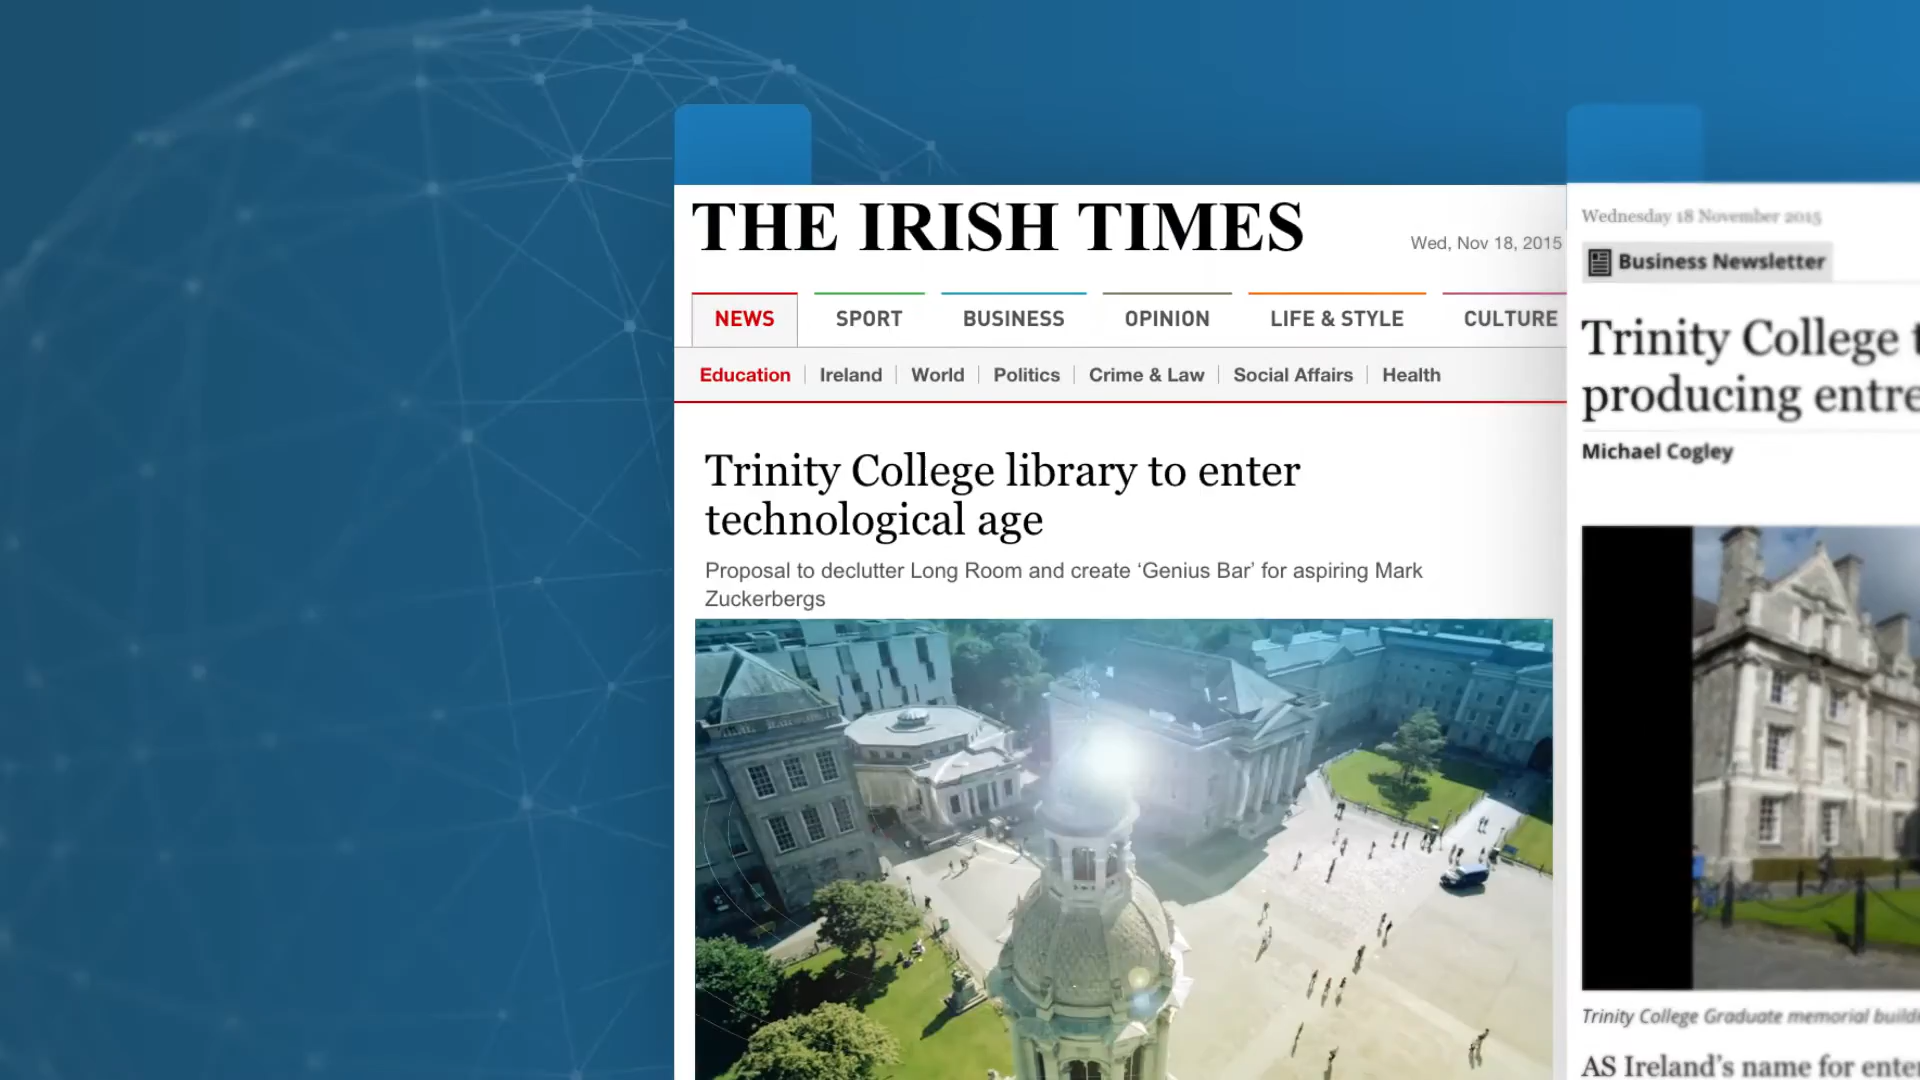 THE IRISH TIMES
Wed, Nov 18, 2015
NEWS SPORT BUSINESS OPINION LIFE & STYLE CULTURE
Education Ireland World Politics Crime & Law Social Affairs Health
Trinity College library to enter
technological age
Proposal to declutter Long Room and create ‘Genius Bar’ for aspiring Mark
Zuckerbergs
Wednesday 18 November 2015
Business Newsletter
Trinity College
producing
Michael Cogley
Trinity College Graduate memorial
AS Ireland’s name for